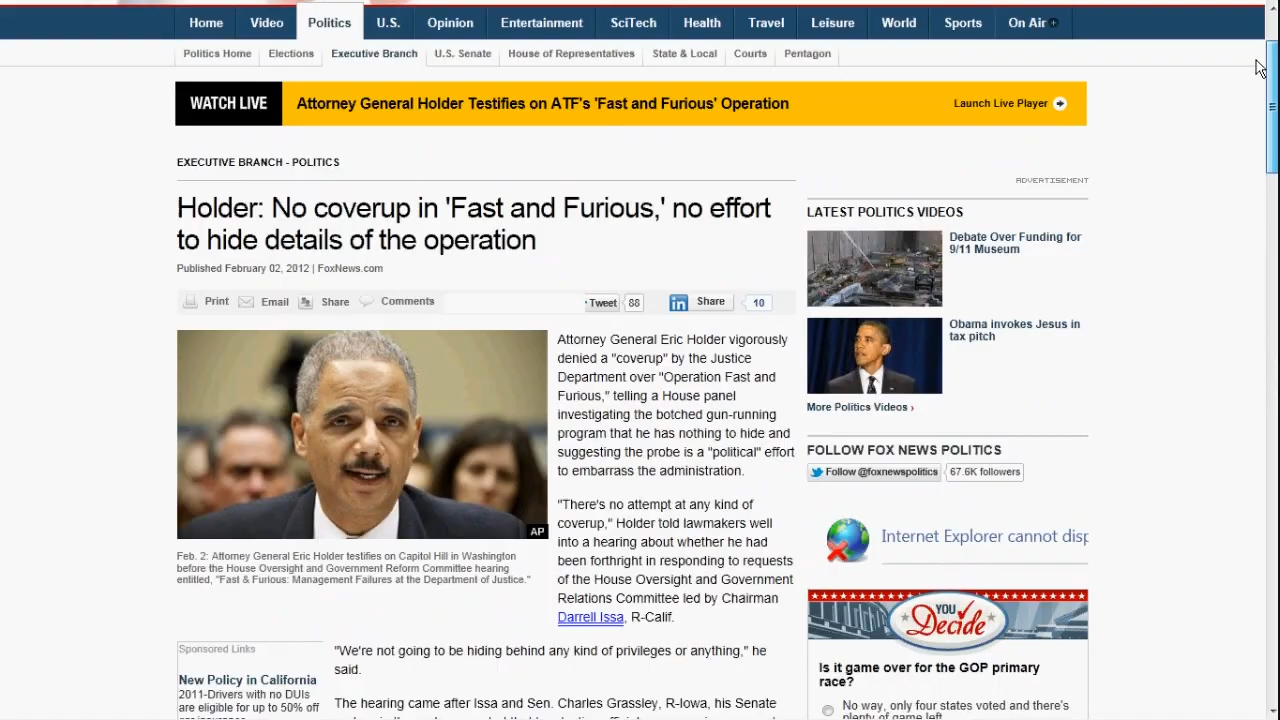 Home Video Politics U.S. Opinion Entertainment SciTech Health Travel Leisure World Sports On Air +
Politics Home Elections Executive Branch U.S. Senate House of Representatives State & Local Courts Pentagon
WATCH LIVE Attorney General Holder Testifies on ATF's 'Fast and Furious' Operation Launch Live Player
EXECUTIVE BRANCH - POLITICS
Holder: No coverup in 'Fast and Furious,' no effort
to hide details of the operation
Published February 02, 2012 | FoxNews.com
Print Email Share Comments Tweet 88 in Share 10
AP
Feb. 2: Attorney General Eric Holder testifies on Capitol Hill in Washington
before the House Oversight and Government Reform Committee hearing
entitled, "Fast & Furious: Management Failures at the Department of Justice."
Attorney General Eric Holder vigorously
denied a "coverup" by the Justice
Department over "Operation Fast and
Furious," telling a House panel
investigating the botched gun-running
program that he has nothing to hide and
suggesting the probe is a "political" effort
to embarrass the administration.
"There's no attempt at any kind of
coverup," Holder told lawmakers well
into a hearing about whether he had
been forthright in responding to requests
of the House Oversight and Government
Relations Committee led by Chairman
Darrell Issa, R-Calif.
Sponsored Links
New Policy in California
2011-Drivers with no DUIs
are eligible for up to 50% off
"We're not going to be hiding behind any kind of privileges or anything," he
said.
The hearing came after Issa and Sen. Charles Grassley, R-Iowa, his Senate
ADVERTISEMENT
LATEST POLITICS VIDEOS
Debate Over Funding for
9/11 Museum
Obama invokes Jesus in
tax pitch
More Politics Videos ›
FOLLOW FOX NEWS POLITICS
Follow @foxnewspolitics 67.6K followers
Internet Explorer cannot disp
YOU
Decide
Is it game over for the GOP primary
race?
No way, only four states voted and there's
plenty of game left